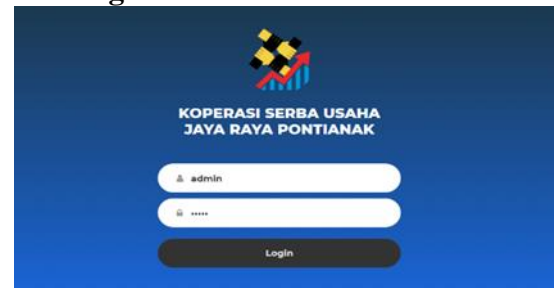 KOPERASI SERBA USAHA
JAYA RAYA PONTIANAK
admin
•••••
Login